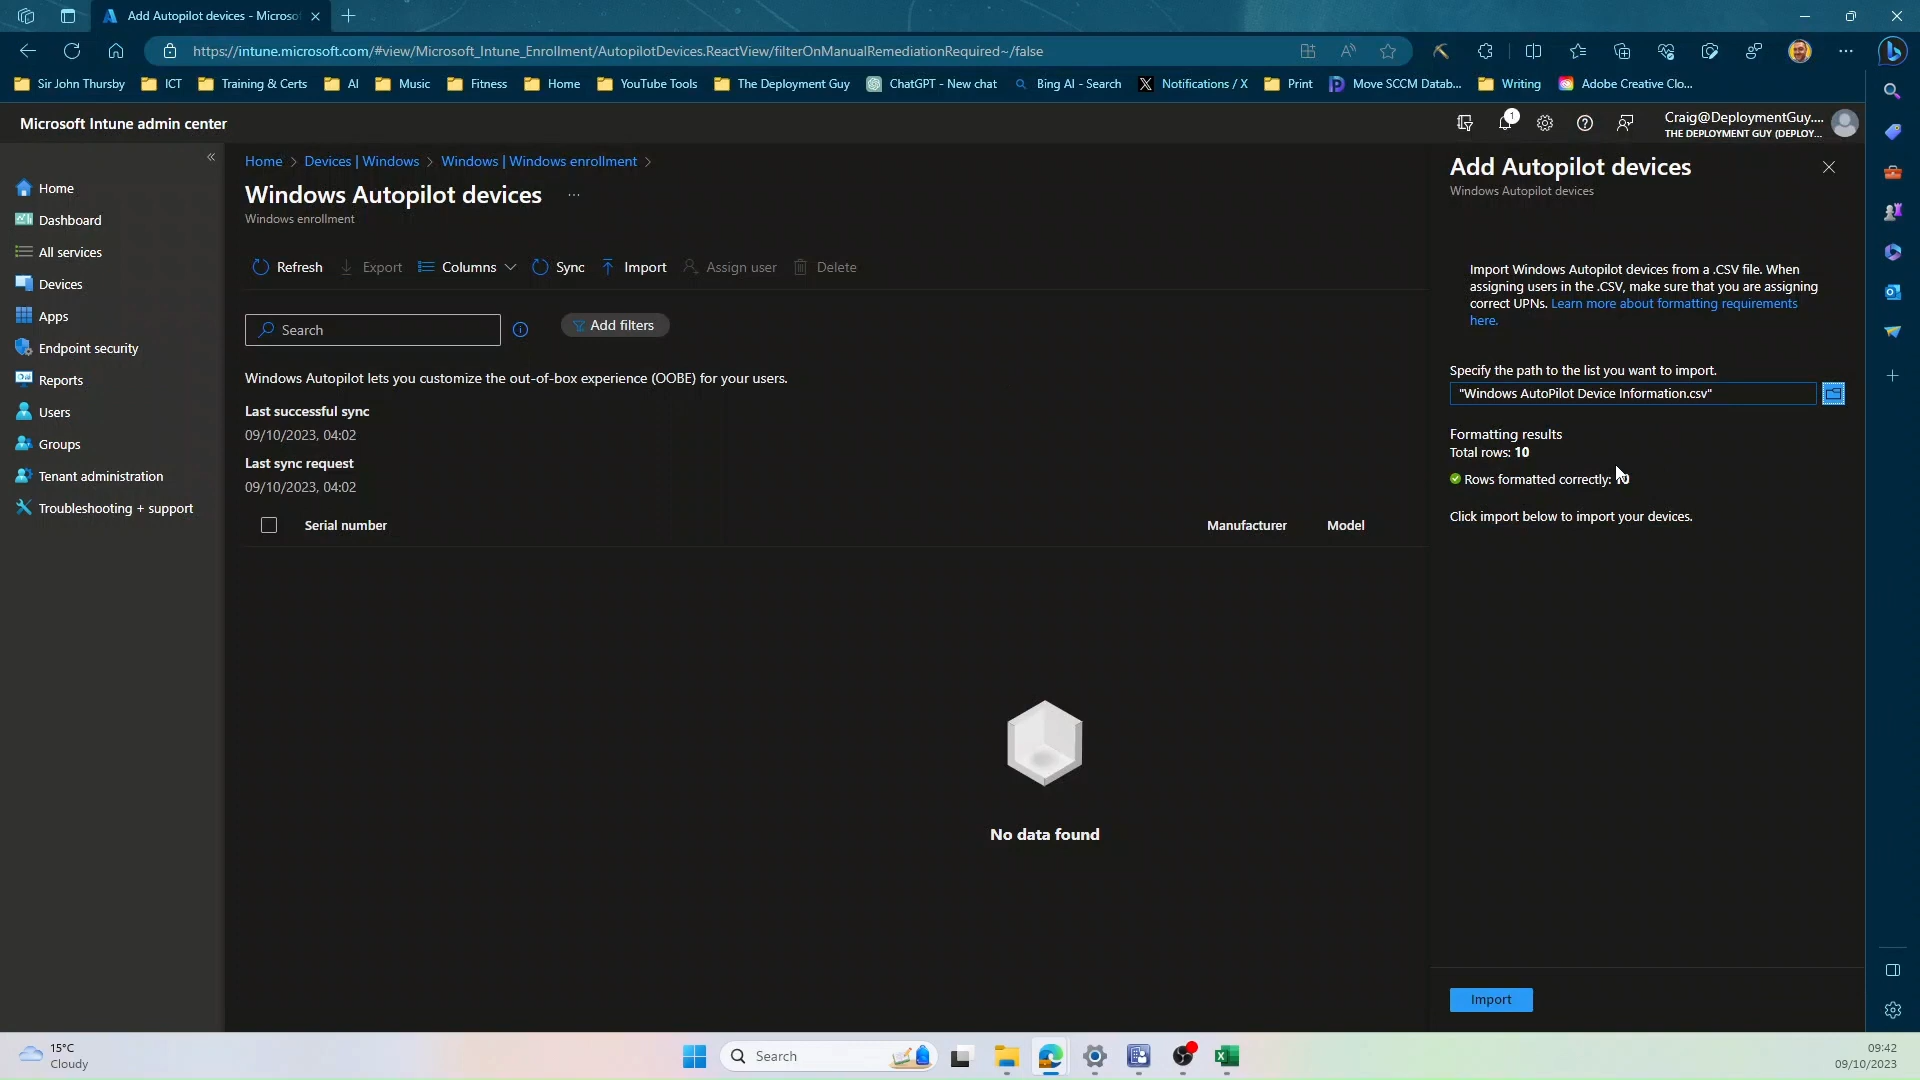 Add Autopilot devices - Microso
https://intune.microsoft.com/#view/Microsoft_Intune_Enrollment/AutopilotDevices.ReactView/filterOnManualRemediationRequired~/false
Sir John Thursby
ICT
Training & Certs
AI
Music
Fitness
Home
YouTube Tools
The Deployment Guy
ChatGPT - New chat
Bing AI - Search
Notifications / X
Print
Move SCCM Datab...
Writing
Adobe Creative Clo...
Microsoft Intune admin center
1
Craig@DeploymentGuy....
THE DEPLOYMENT GUY (DEPLOY...
Home
Dashboard
All services
Devices
Apps
Endpoint security
Reports
Users
Groups
Tenant administration
Troubleshooting + support
Home > Devices | Windows > Windows | Windows enrollment >
Windows Autopilot devices ...
Windows enrollment
Refresh
Export
Columns
Sync
Import
Assign user
Delete
Search
Add filters
Windows Autopilot lets you customize the out-of-box experience (OOBE) for your users.
Last successful sync
09/10/2023, 04:02
Last sync request
09/10/2023, 04:02
Serial number
Manufacturer
Model
No data found
Add Autopilot devices
Windows Autopilot devices
Import Windows Autopilot devices from a .CSV file. When
assigning users in the .CSV, make sure that you are assigning
correct UPNs. Learn more about formatting requirements
here.
Specify the path to the list you want to import.
"Windows AutoPilot Device Information.csv"
Formatting results
Total rows: 10
Rows formatted correctly:
Click import below to import your devices.
Import
15°C
Cloudy
Search
09:42
09/10/2023